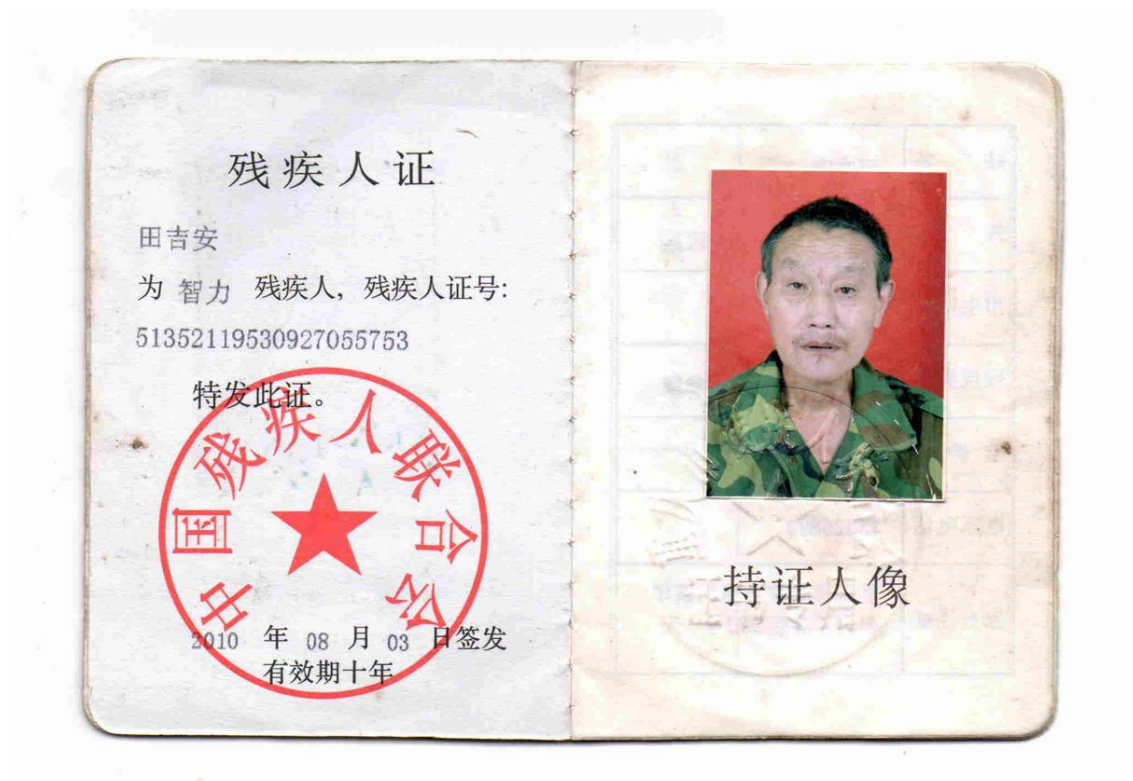 残疾人证
田吉安
为 智力 残疾人，残疾人证号：
51352119530927055753
特发此证。
中国残疾人联合会
2010 年 08 月 03 日签发
有效期十年
持证人像